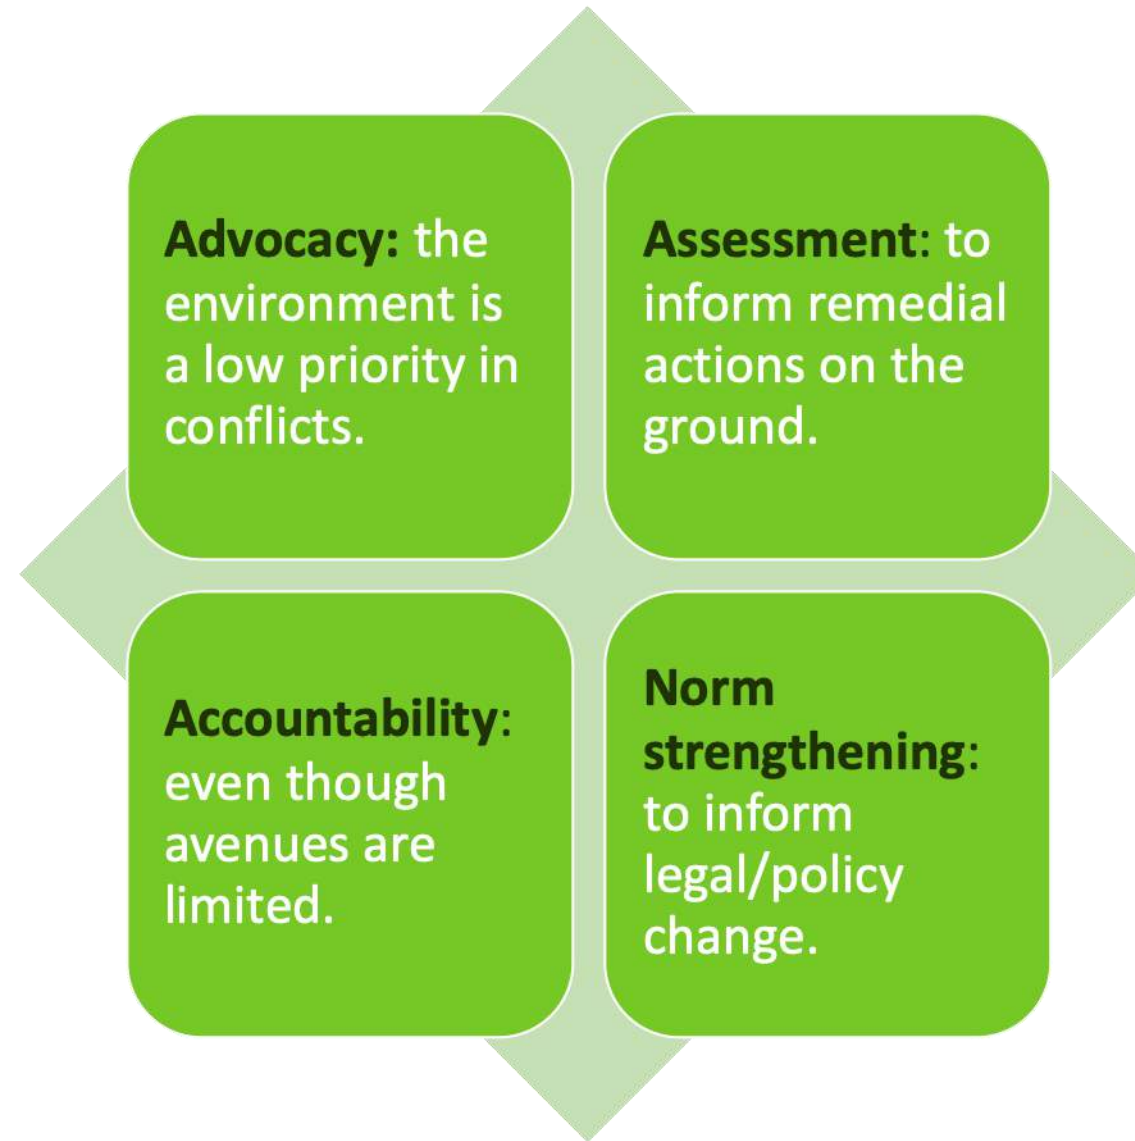 Advocacy: the
environment is
a low priority in
conflicts.
Assessment: to
inform remedial
actions on the
ground.
Accountability:
even though
avenues are
limited.
Norm
strengthening:
to inform
legal/policy
change.